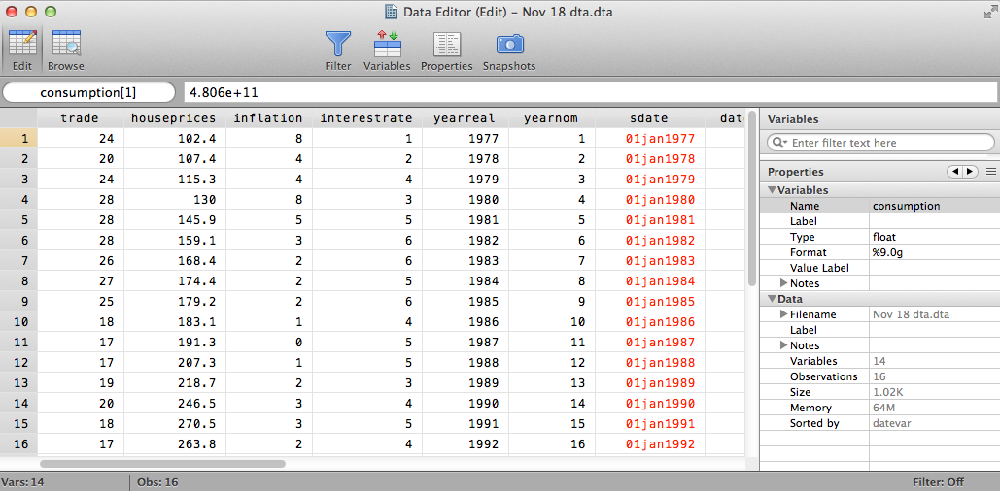 Data Editor (Edit) – Nov 18 dta.dta
Edit Browse Filter Variables Properties Snapshots
consumption[1] 4.806e+11
trade houseprices inflation interestrate yearreal yearnom sdate dat
1 24 102.4 8 1 1977 1 01jan1977
2 20 107.4 4 2 1978 2 01jan1978
3 24 115.3 4 4 1979 3 01jan1979
4 28 130 8 3 1980 4 01jan1980
5 28 145.9 5 5 1981 5 01jan1981
6 28 159.1 3 6 1982 6 01jan1982
7 26 168.4 2 6 1983 7 01jan1983
8 27 174.4 2 5 1984 8 01jan1984
9 25 179.2 2 6 1985 9 01jan1985
10 18 183.1 1 4 1986 10 01jan1986
11 17 191.3 0 5 1987 11 01jan1987
12 17 207.3 1 5 1988 12 01jan1988
13 19 218.7 2 3 1989 13 01jan1989
14 20 246.5 3 4 1990 14 01jan1990
15 18 270.5 3 5 1991 15 01jan1991
16 17 263.8 2 4 1992 16 01jan1992
Variables
Enter filter text here
Properties
Variables
Name consumption
Label
Type float
Format %9.0g
Value Label
Notes
Data
Filename Nov 18 dta.dta
Label
Notes
Variables 14
Observations 16
Size 1.02K
Memory 64M
Sorted by datevar
Vars: 14 Obs: 16 Filter: Off